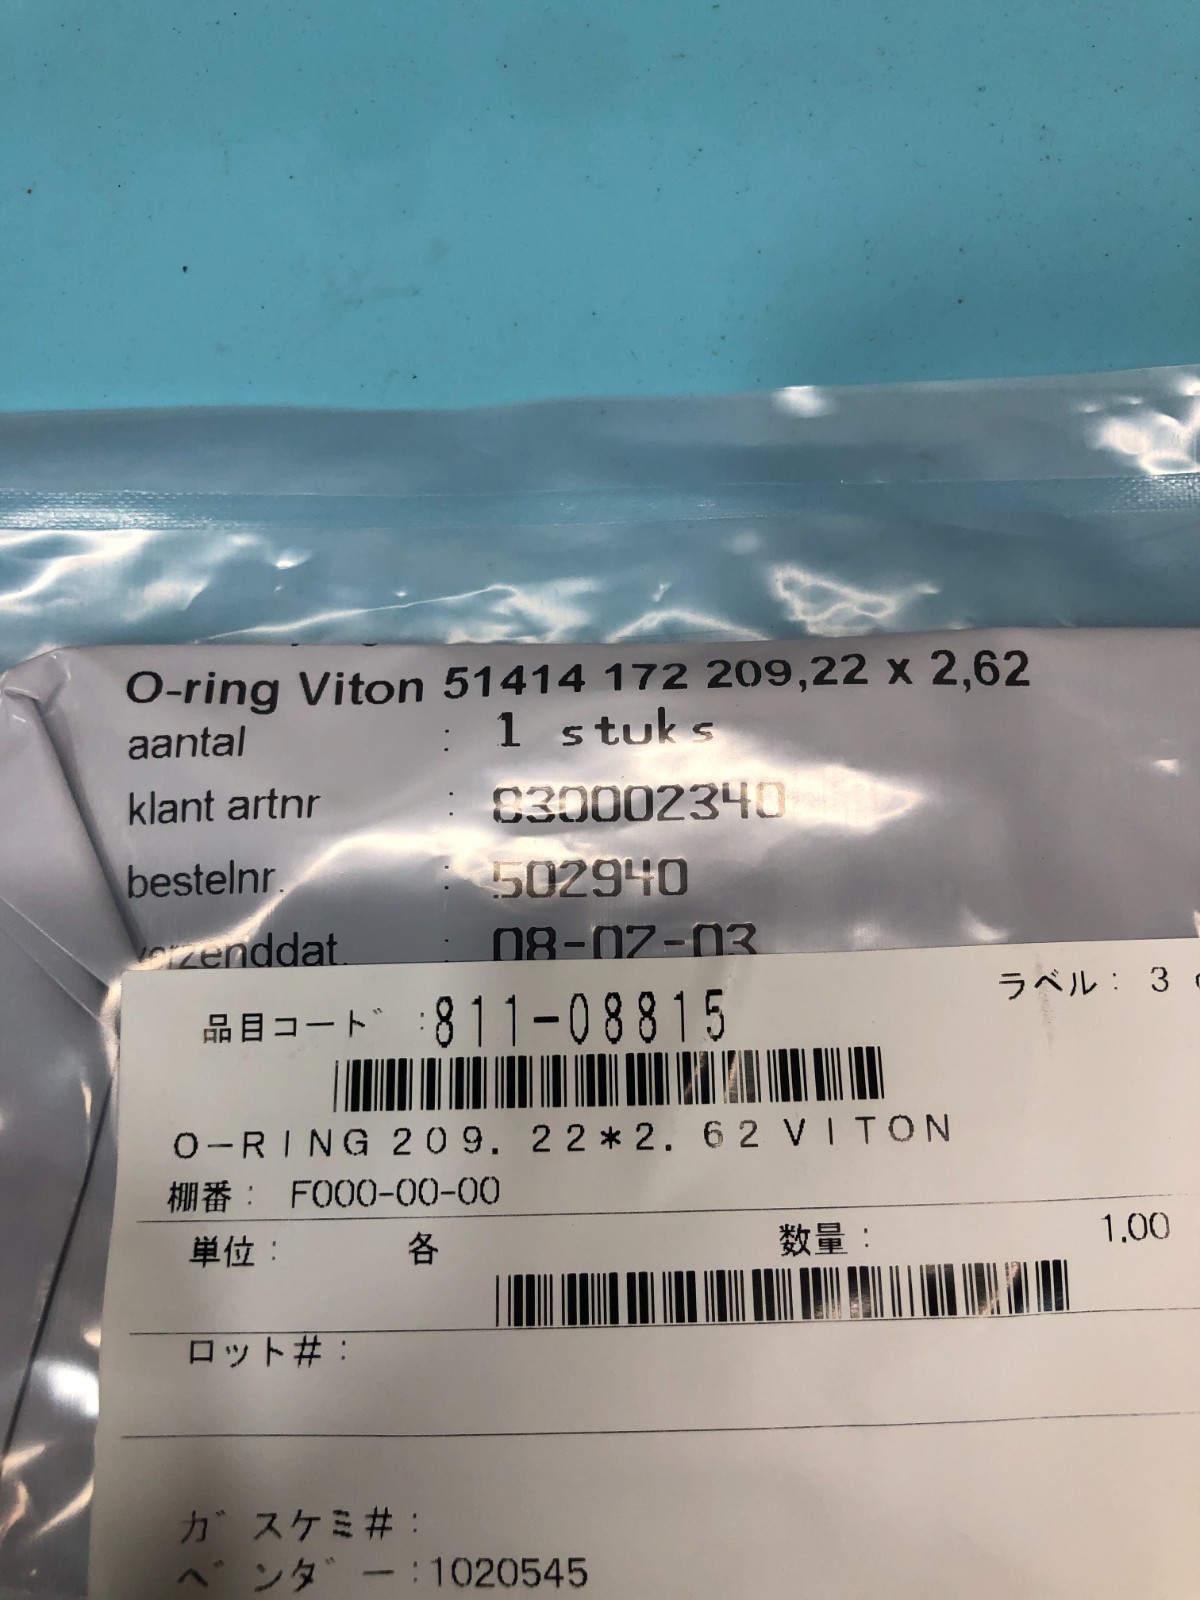 O-ring Viton 51414 172 209,22 x 2,62
aantal : 1 stuks
klant artnr : 830002340
bestelnr. : 502940
verzenddat. : 08-07-03
ラベル: 3
品目コード :811-08815
O-RING 209. 22*2. 62 VITON
棚番: F000-00-00
単位: 各 数量: 1.00
ロット#:
ガスケミ#:
ベンダー:1020545